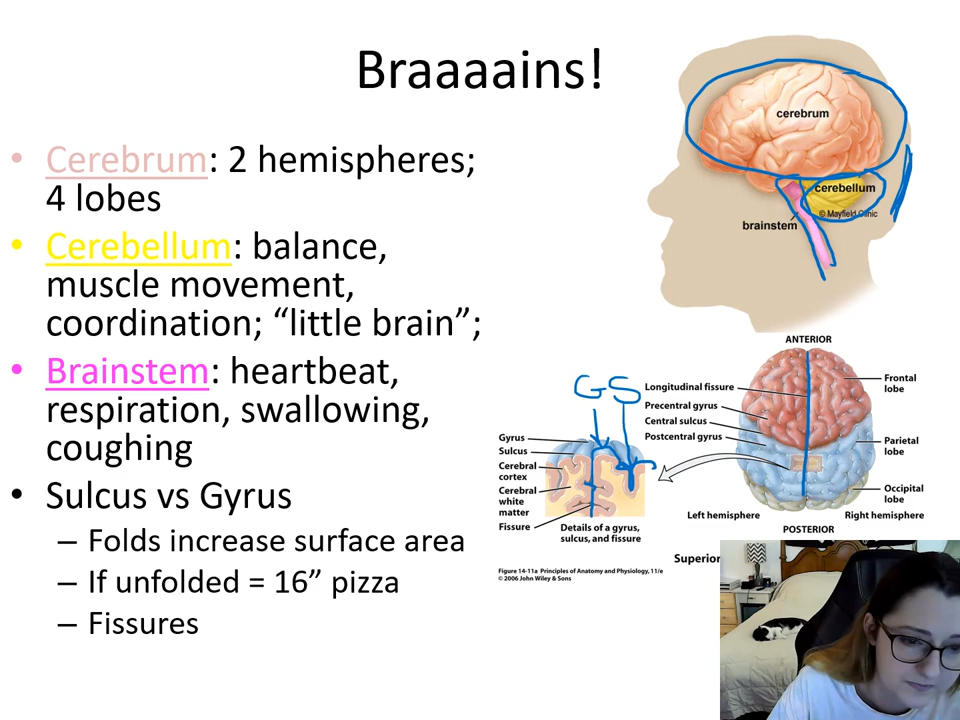 Braaaains!
• Cerebrum: 2 hemispheres;
4 lobes
• Cerebellum: balance,
muscle movement,
coordination; “little brain”;
• Brainstem: heartbeat,
respiration, swallowing,
coughing
• Sulcus vs Gyrus
– Folds increase surface area
– If unfolded = 16” pizza
– Fissures
cerebrum
cerebellum
© Mayfield Clinic
brainstem
G S
Gyrus
Sulcus
Cerebral
cortex
Cerebral
white
matter
Fissure
Details of a gyrus,
sulcus, and fissure
ANTERIOR
Longitudinal fissure
Precentral gyrus
Central sulcus
Postcentral gyrus
Frontal
lobe
Parietal
lobe
Occipital
lobe
Left hemisphere
Right hemisphere
POSTERIOR
Superior
Figure 14-11a Principles of Anatomy and Physiology, 11/e
© 2006 John Wiley & Sons